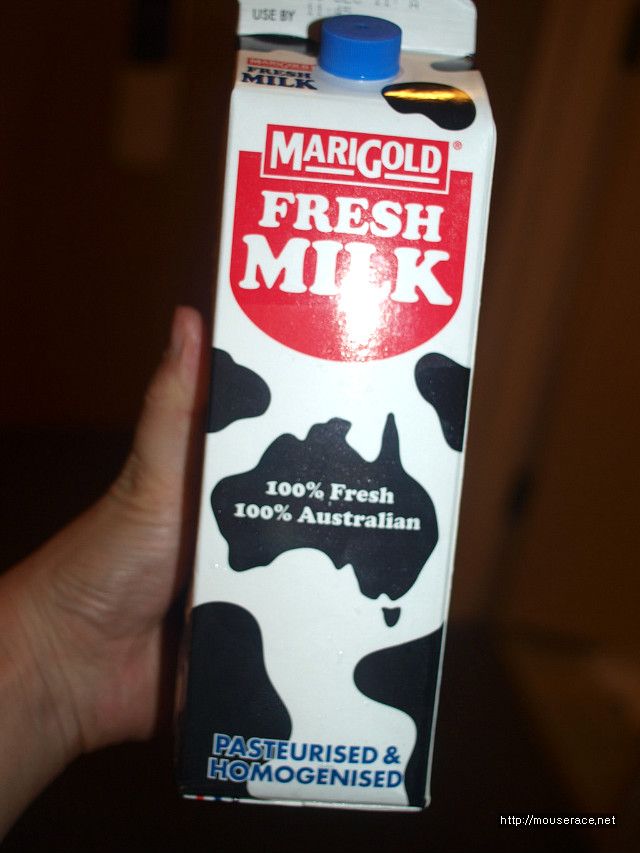 USE BY
MARIGOLD
FRESH
MILK
MARIGOLD®
FRESH
MILK
100% Fresh
100% Australian
PASTEURISED &
HOMOGENISED
http://mouserace.net